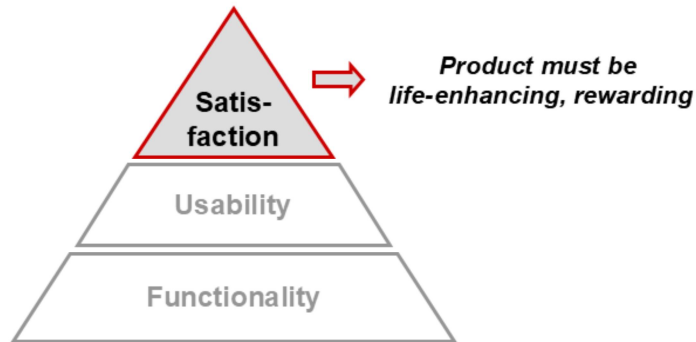 Satis-
faction
Product must be
life-enhancing, rewarding
Usability
Functionality